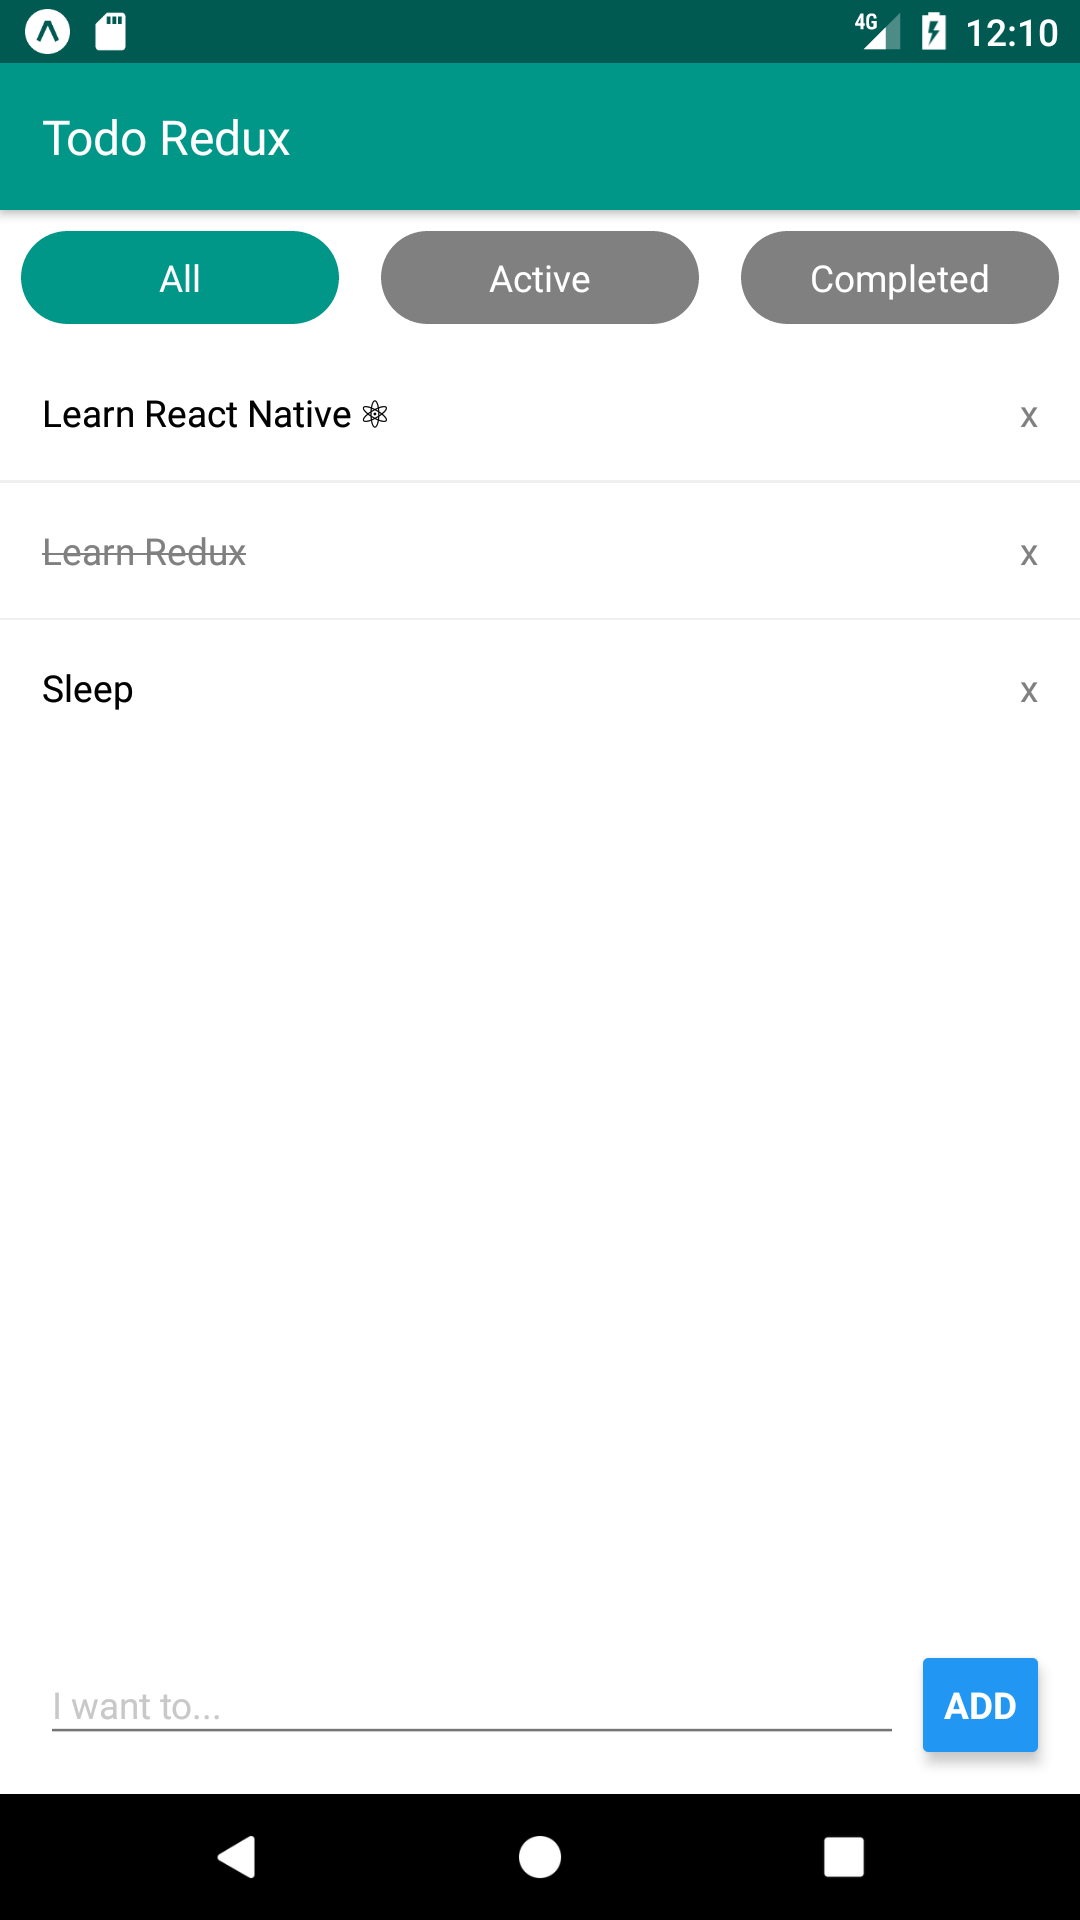 4G 12:10
Todo Redux
All Active Completed
Learn React Native ⚛ x
Learn Redux x
Sleep x
I want to... ADD